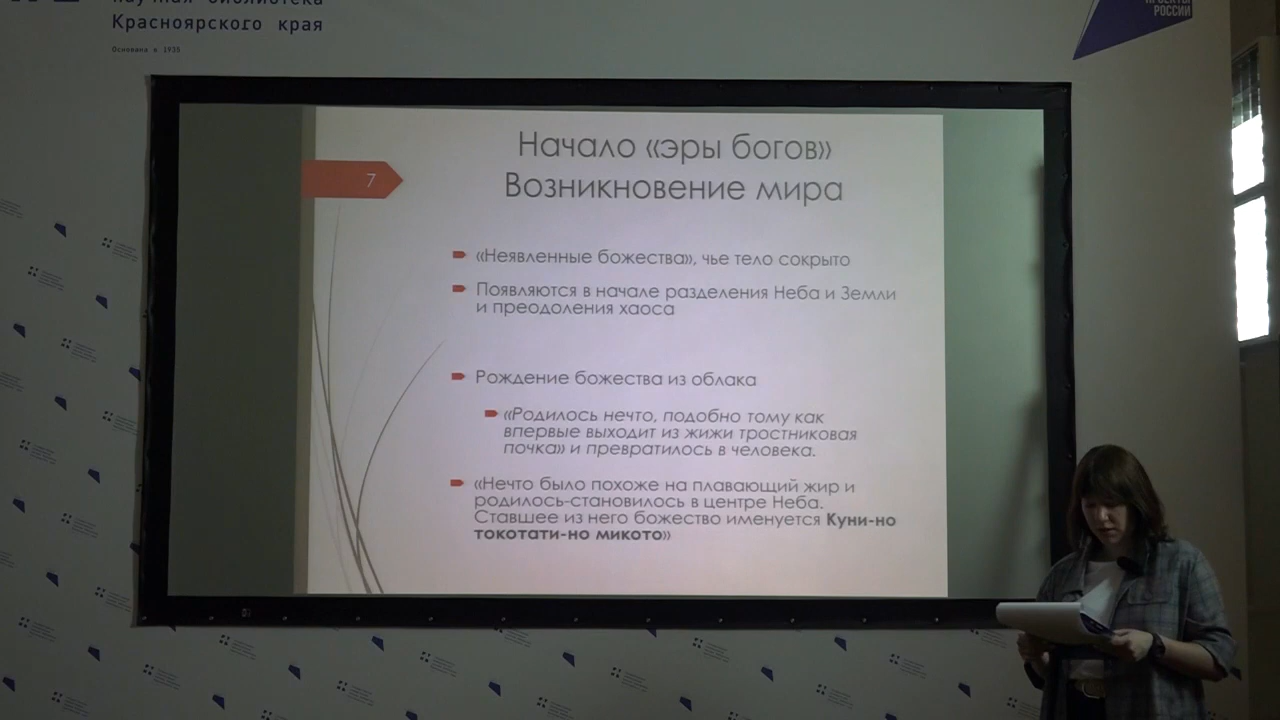 научная библиотека
Красноярского края
Основана в 1935
ПРОЕКТЫ
РОССИИ
7
Начало «эры богов»
Возникновение мира
«Неявленные божества», чье тело сокрыто
Появляются в начале разделения Неба и Земли
и преодоления хаоса
Рождение божества из облака
«Родилось нечто, подобно тому как
впервые выходит из жижи тростниковая
почка» и превратилось в человека.
«Нечто было похоже на плавающий жир и
родилось-становилось в центре Неба.
Ставшее из него божество именуется Куни-но
токотати-но микото»